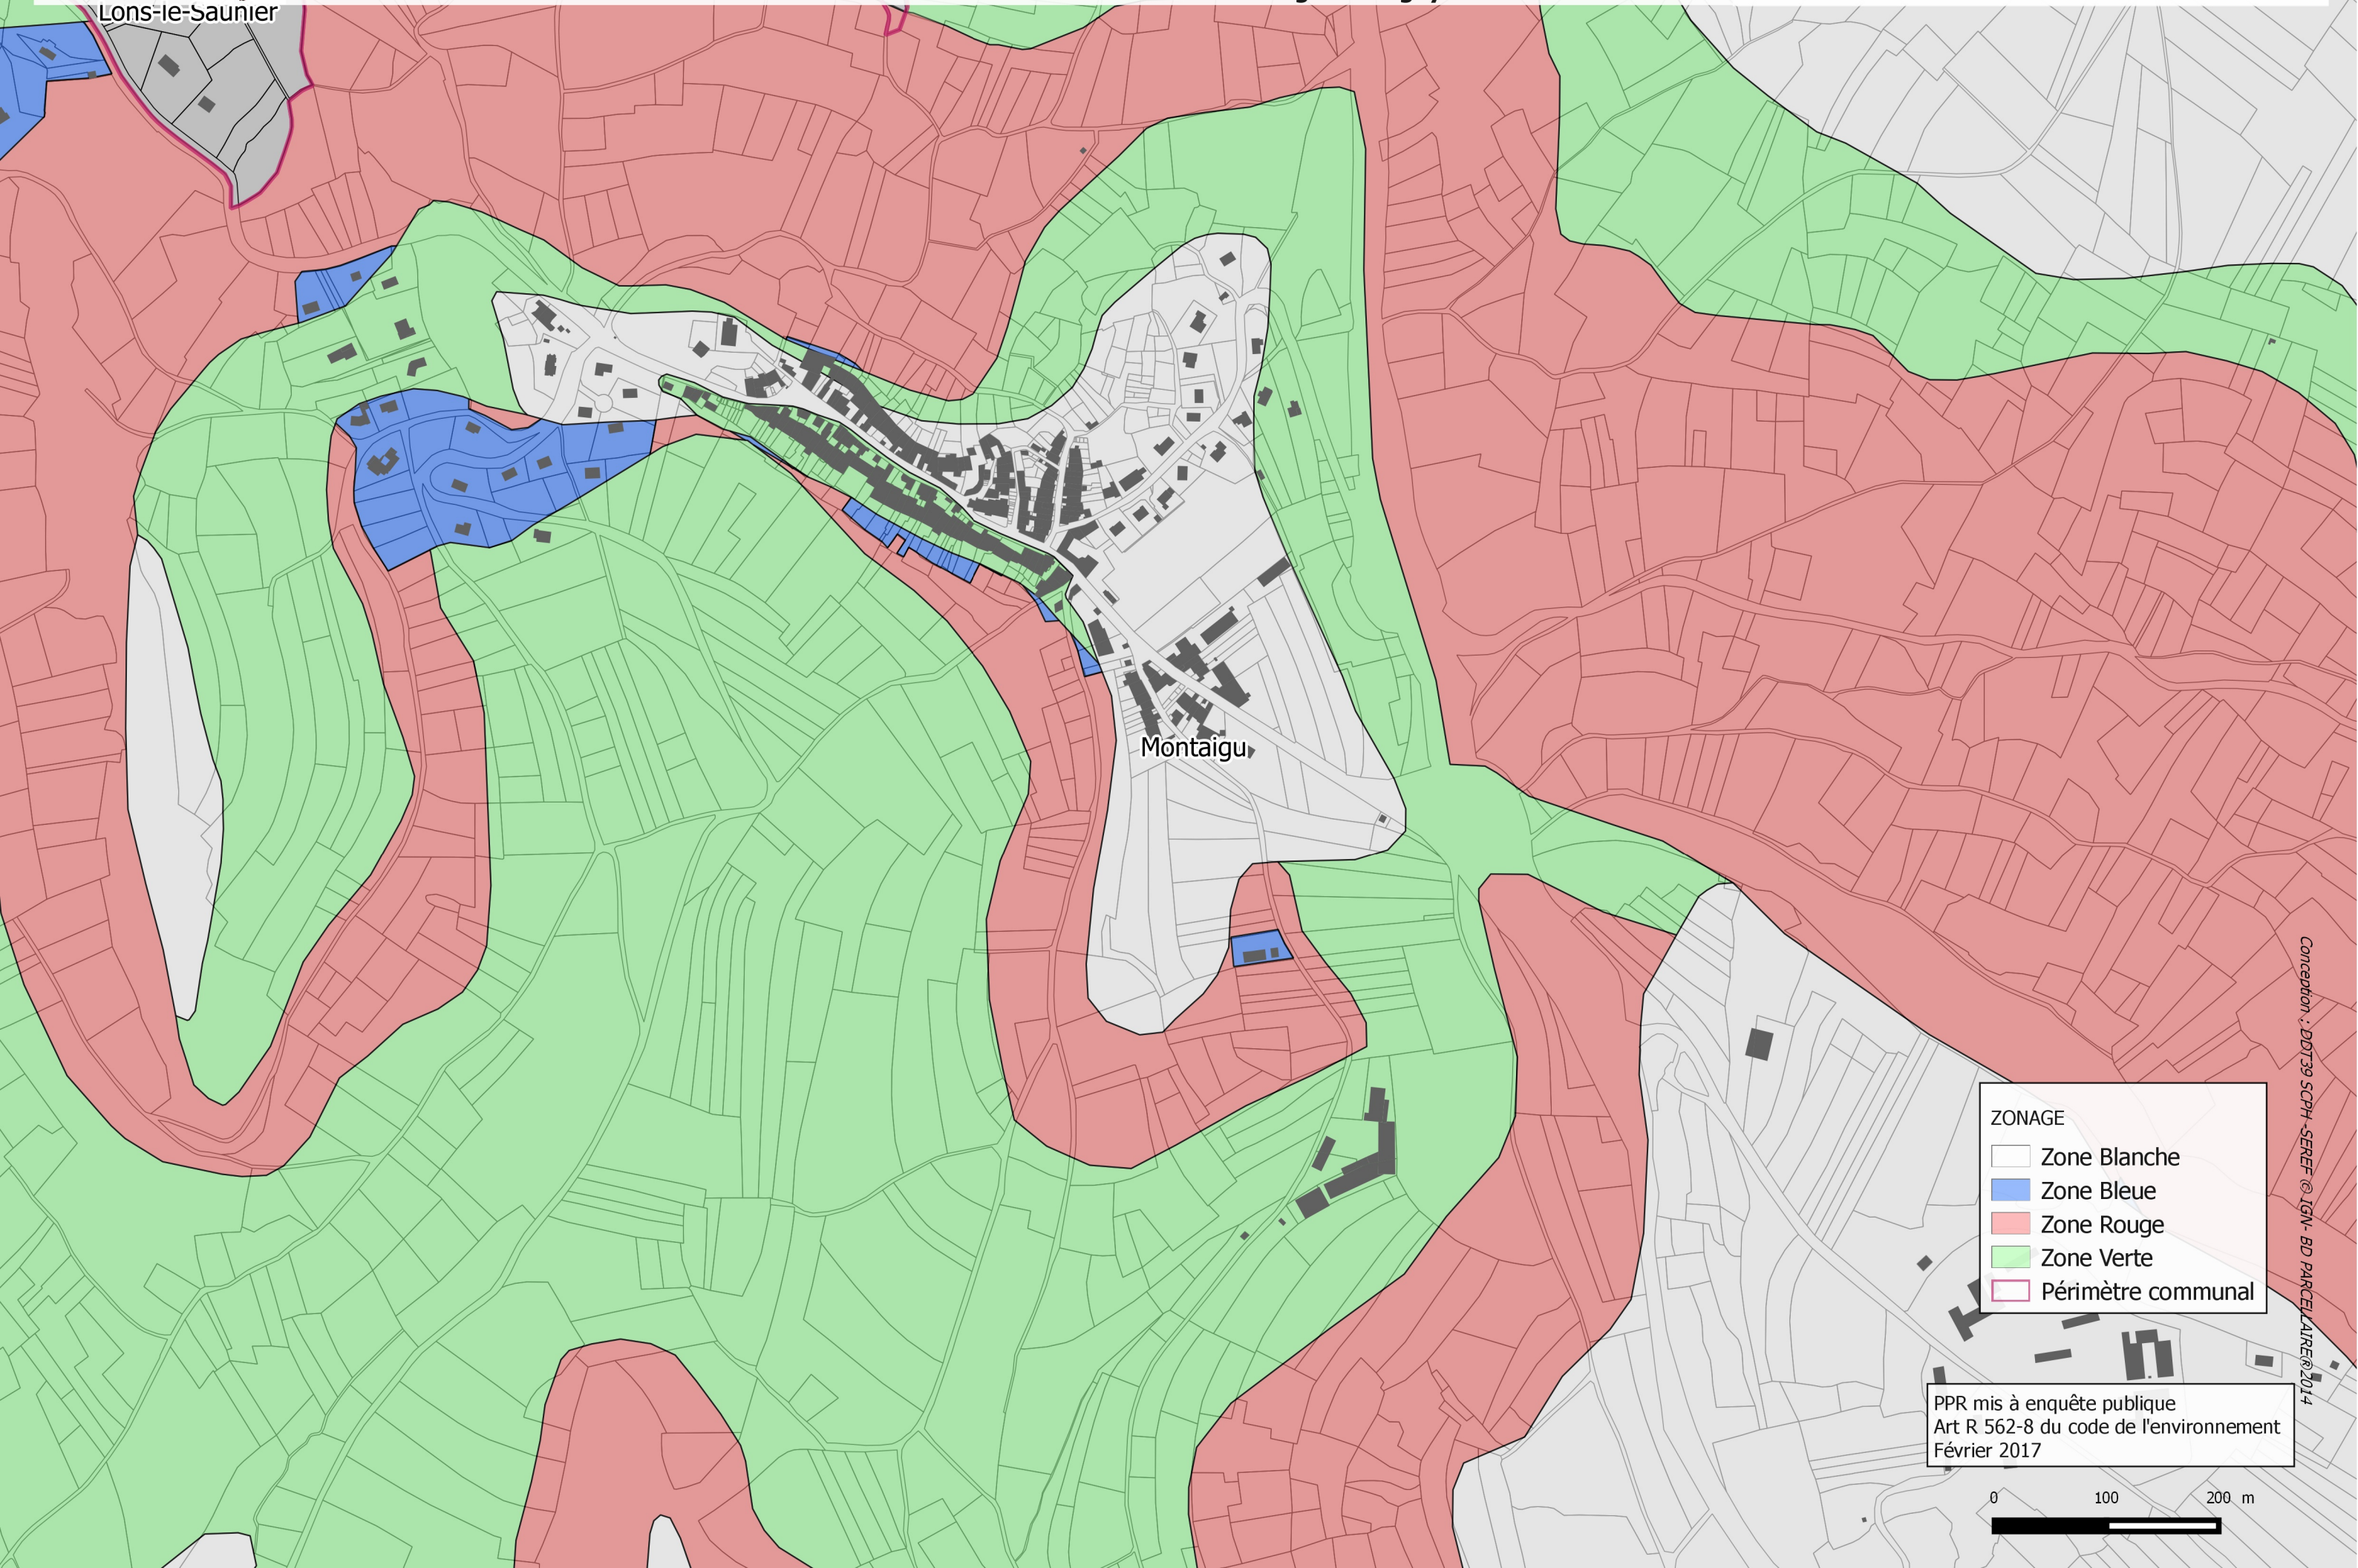 Lons-le-Saunier
Montaigu
Conception : DDT39 SCPH -SEREF @ IGN- BD PARCELLAIRE®2014
ZONAGE
Zone Blanche
Zone Bleue
Zone Rouge
Zone Verte
Périmètre communal
PPR mis à enquête publique
Art R 562-8 du code de l'environnement
Février 2017
0 100 200 m